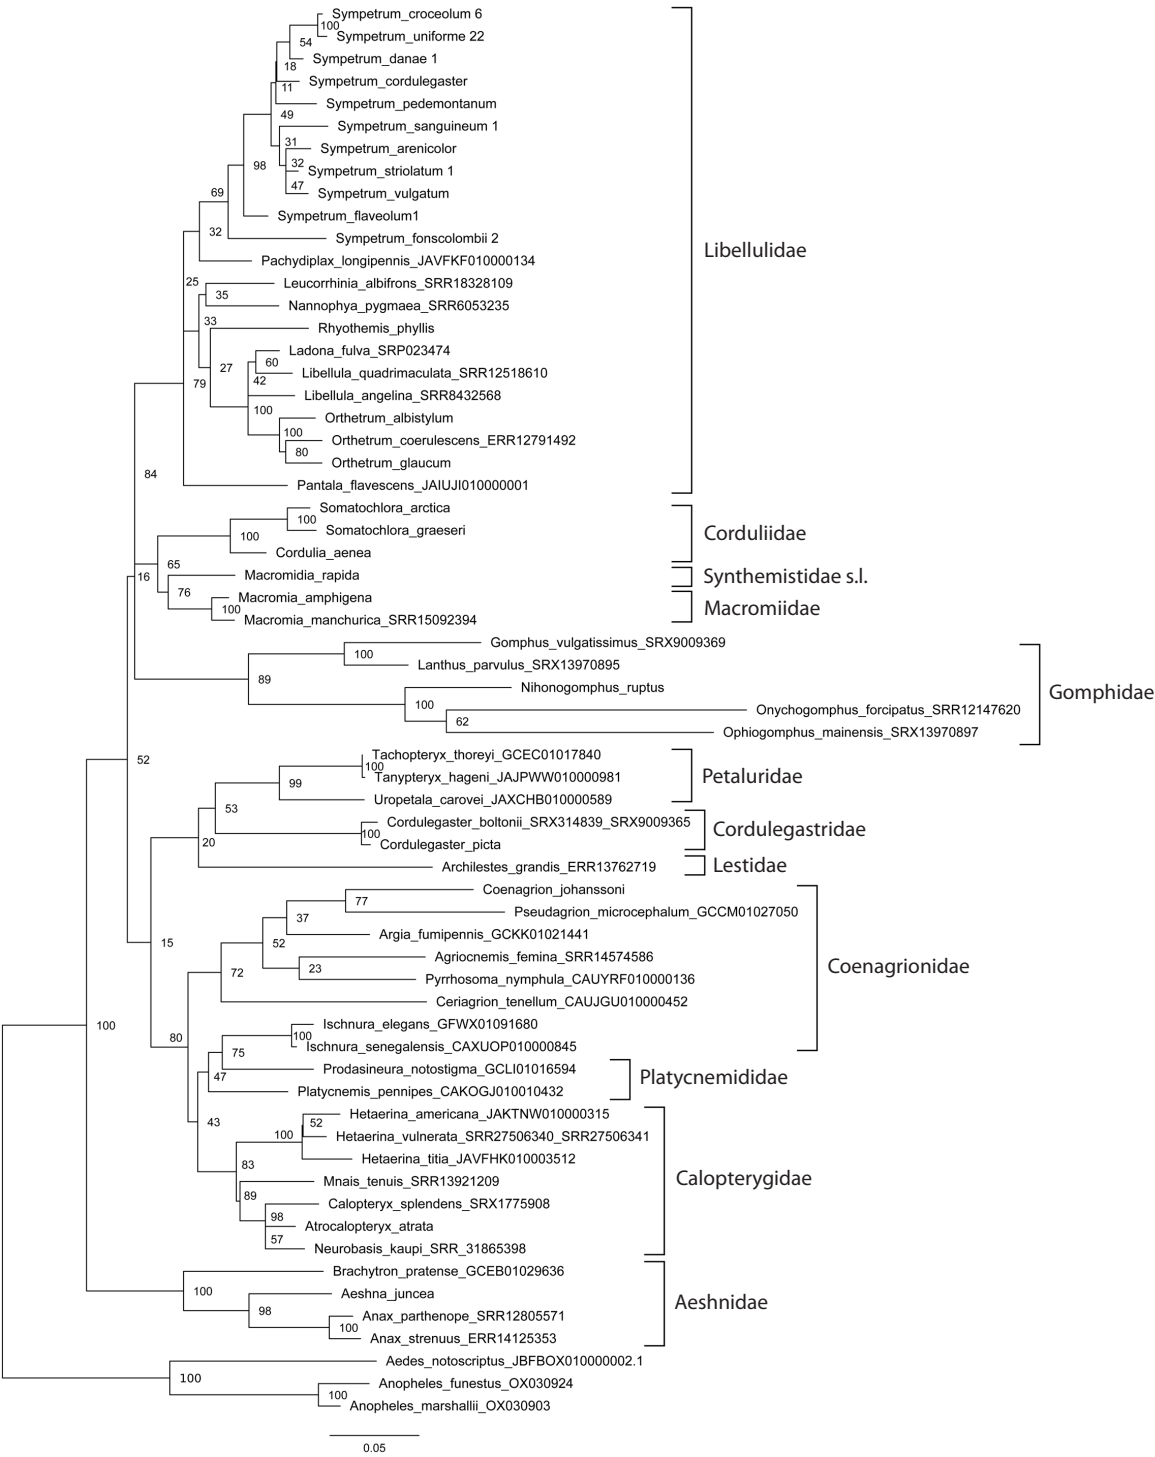 Sympetrum_croceolum 6
100
Sympetrum_uniforme 22
54
Sympetrum_danae 1
18
Sympetrum_cordulegaster
11
Sympetrum_pedemontanum
49
Sympetrum_sanguineum 1
31
Sympetrum_arenicolor
98
32
Sympetrum_striolatum 1
47
Sympetrum_vulgatum
69
Sympetrum_flaveolum1
32
Sympetrum_fonscolombii 2
Libellulidae
Pachydiplax_longipennis_JAVFKF010000134
25
Leucorrhinia_albifrons_SRR18328109
35
Nannophya_pygmaea_SRR6053235
33
Rhyothemis_phyllis
Ladona_fulva_SRP023474
27
60
Libellula_quadrimaculata_SRR12518610
79
42
Libellula_angelina_SRR8432568
100
Orthetrum_albistylum
100
Orthetrum_coerulescens_ERR12791492
80
Orthetrum_glaucum
84
Pantala_flavescens_JAIUJI010000001
Somatochlora_arctica
100
Somatochlora_graeseri
100
Corduliidae
Cordulia_aenea
65
16
Macromidia_rapida
Synthemistidae s.l.
76
Macromia_amphigena
100
Macromiidae
Macromia_manchurica_SRR15092394
Gomphus_vulgatissimus_SRX9009369
100
Lanthus_parvulus_SRX13970895
89
Nihonogomphus_ruptus
Gomphidae
100
Onychogomphus_forcipatus_SRR12147620
62
Ophiogomphus_mainensis_SRX13970897
52
Tachopteryx_thoreyi_GCEC01017840
100
Tanypteryx_hageni_JAJPWW010000981
Petaluridae
99
Uropetala_carovei_JAXCHB010000589
53
Cordulegaster_boltonii_SRX314839_SRX9009365
100
Cordulegastridae
20
Cordulegaster_picta
Archilestes_grandis_ERR13762719
Lestidae
Coenagrion_johanssoni
77
Pseudagrion_microcephalum_GCCM01027050
37
Argia_fumipennis_GCKK01021441
15
52
Agriocnemis_femina_SRR14574586
23
Coenagrionidae
72
Pyrrhosoma_nymphula_CAUYRF010000136
Ceriagrion_tenellum_CAUJGU010000452
100
Ischnura_elegans_GFWX01091680
80
100
Ischnura_senegalensis_CAXUOP010000845
75
Prodasineura_notostigma_GCLI01016594
47
Platycnemididae
Platycnemis_pennipes_CAKOGJ010010432
Hetaerina_americana_JAKTNW010000315
43
52
100
Hetaerina_vulnerata_SRR27506340_SRR27506341
Hetaerina_titia_JAVFHK010003512
83
Calopterygidae
Mnais_tenuis_SRR13921209
89
Calopteryx_splendens_SRX1775908
98
Atrocalopteryx_atrata
57
Neurobasis_kaupi_SRR_31865398
Brachytron_pratense_GCEB01029636
100
Aeshna_juncea
Aeshnidae
98
Anax_parthenope_SRR12805571
100
Anax_strenuus_ERR14125353
Aedes_notoscriptus_JBFBOX010000002.1
100
Anopheles_funestus_OX030924
100
Anopheles_marshallii_OX030903
0.05